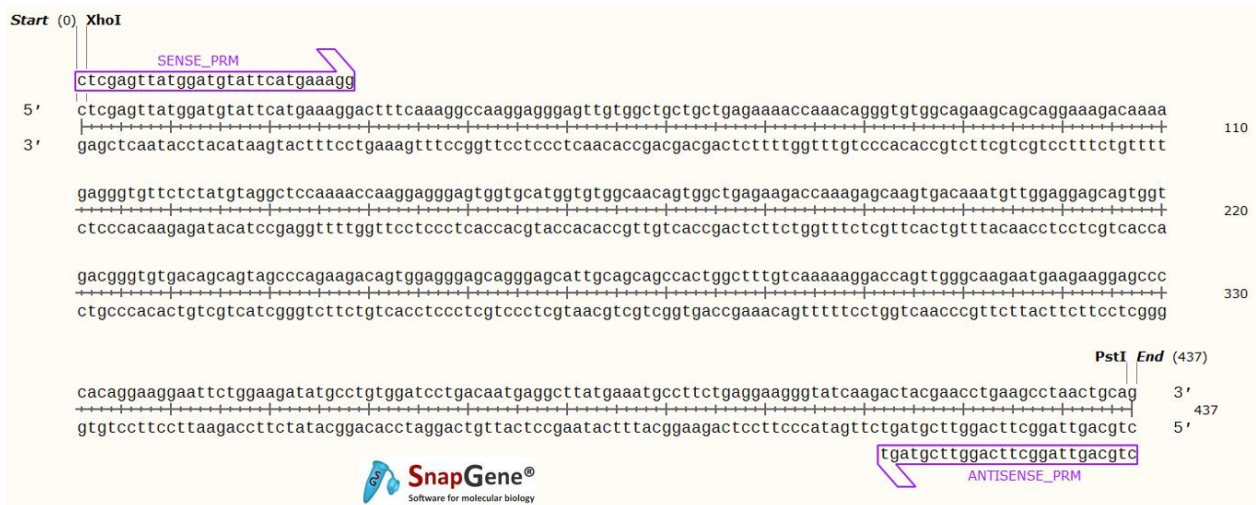 Start (0) XhoI
SENSE_PRM
ctcgagttatggatgtattcatgaaagg
5' ctcgagttatggatgtattcatgaaaggactttcaaaggccaaggagggagttgtggctgctgctgagaaaaccaaacagggtgtggcagaagcagcaggaaagacaaaa
110
3' gagctcaatacctacataagtactttcctgaaagtttccggttcctccctcaacaccgacgacgactcttttggtttgtcccacaccgtcttcgtcgtcctttctgtttt
gagggtgttctctatgtaggctccaaaaccaaggagggagtggtgcatggtgtggcaacagtggctgagaagaccaaagagcaagtgacaaatgttggaggagcagtggt
220
ctcccacaagagatacatccgaggttttggttcctccctcaccacgtaccacaccgttgtcaccgactcttctggtttctcgttcactgtttacaacctcctcgtcacca
gacgggtgtgacagcagtagcccagaagacagtggagggagcagggagcattgcagcagccactggctttgtcaaaaaggaccagttgggcaagaatgaagaaggagccc
330
ctgcccacactgtcgtcatcgggtcttctgtcacctccctcgtccctcgtaacgtcgtcggtgaccgaaacagtttttcctggtcaacccgttcttacttcttcctcggg
PstI End (437)
cacaggaaggaattctggaagatatgcctgtggatcctgacaatgaggcttatgaaatgccttctgaggaagggtatcaagactacgaacctgaagcctaactgcag 3'
437
gtgtccttccttaagaccttctatacggacacctaggactgttactccgaatactttacggaagactccttcccatagttctgatgcttggacttcggattgacgtc 5'
tgatgcttggacttcggattgacgtc
ANTISENSE_PRM
SnapGene®
Software for molecular biology